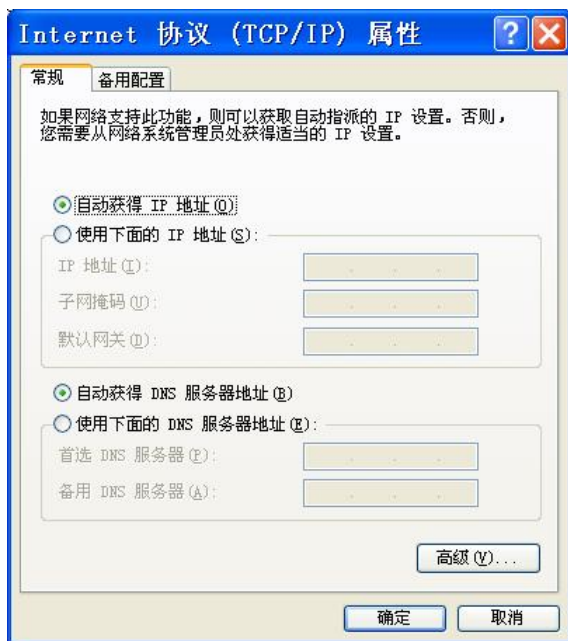 Internet 协议 (TCP/IP) 属性
常规
备用配置
如果网络支持此功能，则可以获取自动指派的 IP 设置。否则，
您需要从网络系统管理员处获得适当的 IP 设置。
自动获得 IP 地址(O)
使用下面的 IP 地址(S):
IP 地址(I):
子网掩码(U):
默认网关(D):
自动获得 DNS 服务器地址(B)
使用下面的 DNS 服务器地址(E):
首选 DNS 服务器(P):
备用 DNS 服务器(A):
高级(V)...
确定
取消